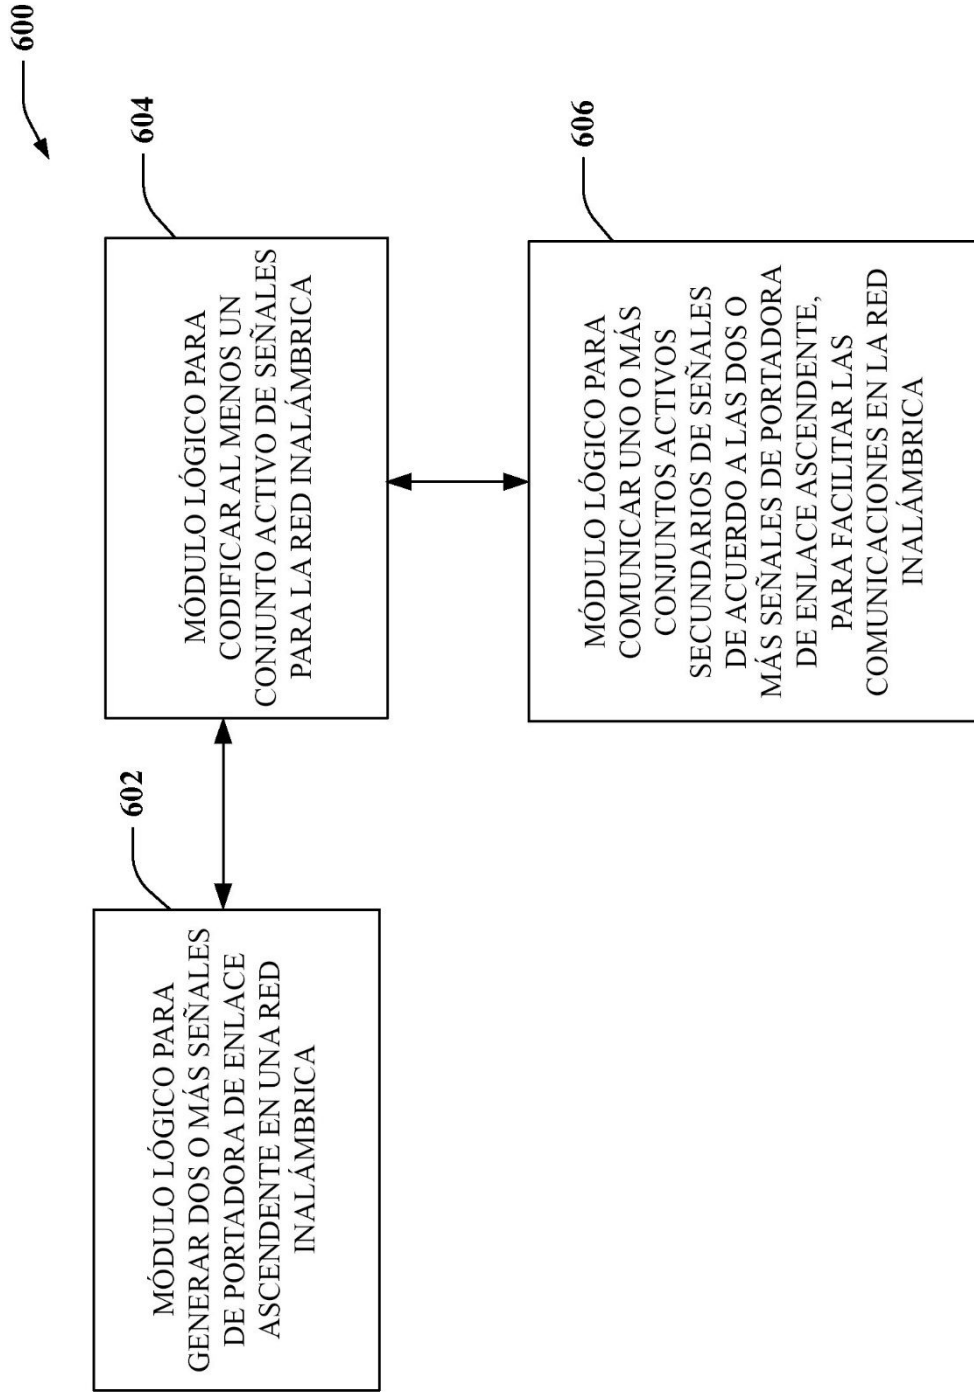 600
602
MÓDULO LÓGICO PARA
GENERAR DOS O MÁS SEÑALES
DE PORTADORA DE ENLACE
ASCENDENTE EN UNA RED
INALÁMBRICA
604
MÓDULO LÓGICO PARA
CODIFICAR AL MENOS UN
CONJUNTO ACTIVO DE SEÑALES
PARA LA RED INALÁMBRICA
606
MÓDULO LÓGICO PARA
COMUNICAR UNO O MÁS
CONJUNTOS ACTIVOS
SECUNDARIOS DE SEÑALES
DE ACUERDO A LAS DOS O
MÁS SEÑALES DE PORTADORA
DE ENLACE ASCENDENTE,
PARA FACILITAR LAS
COMUNICACIONES EN LA RED
INALÁMBRICA